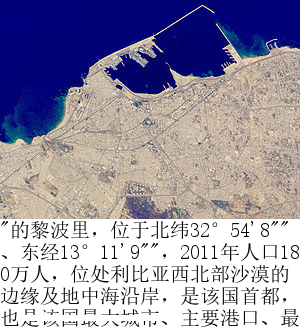 "的黎波里，位于北纬32°54'8""
、东经13°11'9""，2011年人口18
0万人，位处利比亚西北部沙漠的
边缘及地中海沿岸，是该国首都，
也是该国最大城市、主要港口、最